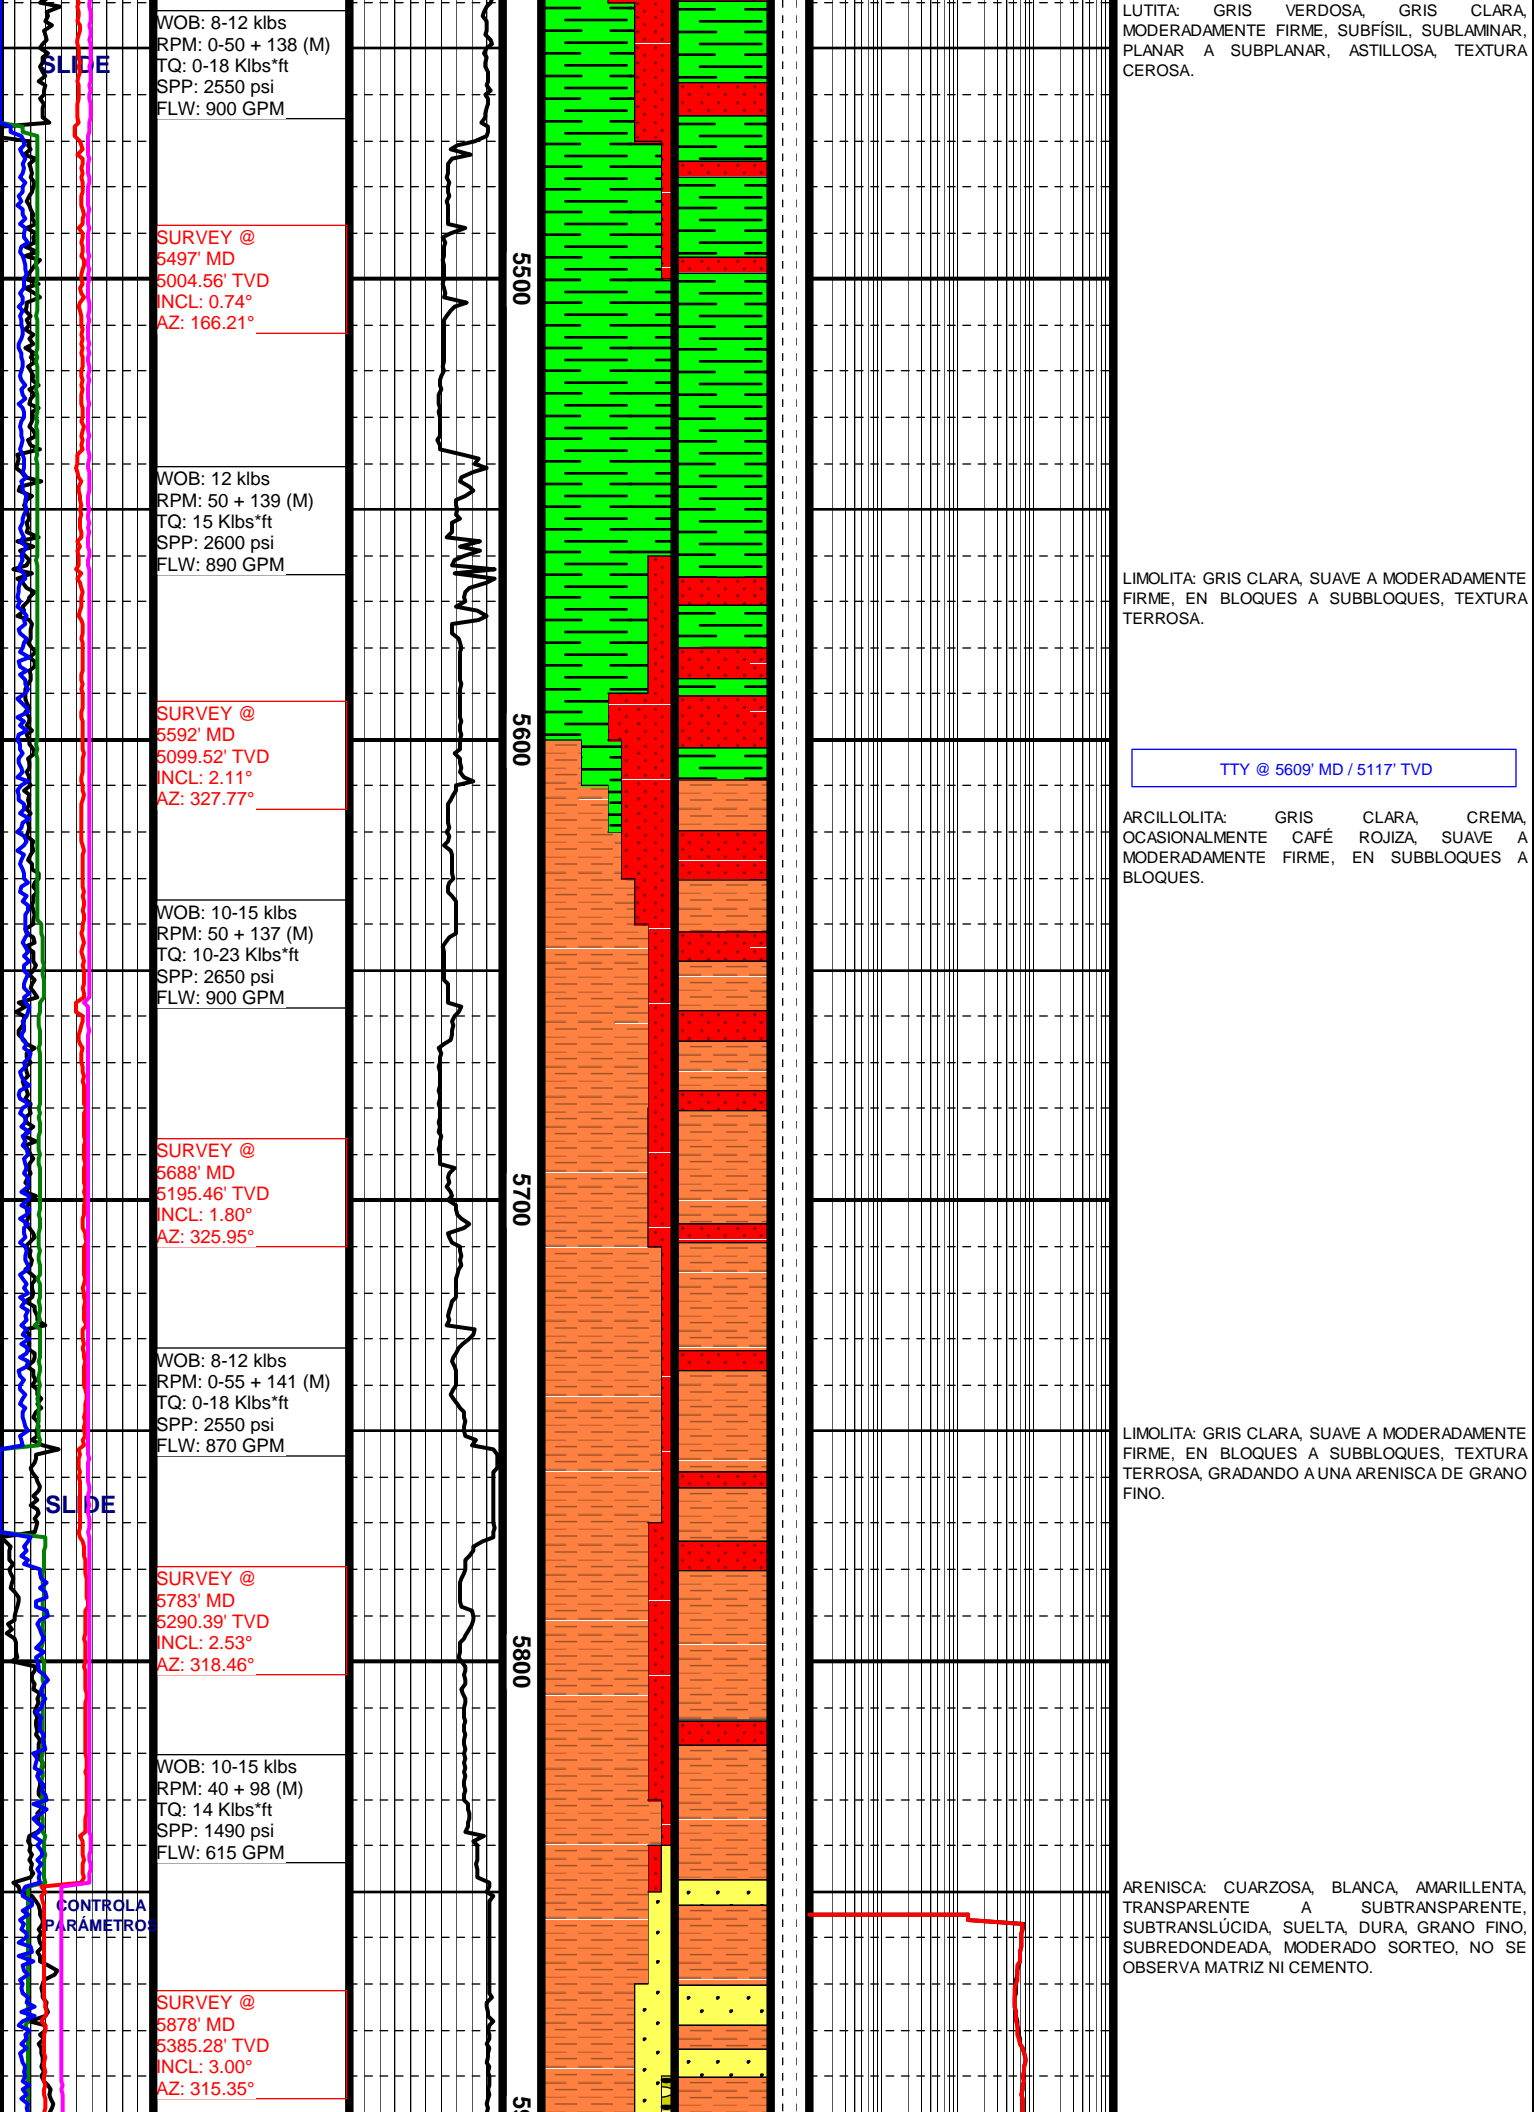 WOB: 8-12 klbs
RPM: 0-50 + 138 (M)
TQ: 0-18 Klbs*ft
SPP: 2550 psi
FLW: 900 GPM
SLIDE
SURVEY @
5497' MD
5004.56' TVD
INCL: 0.74°
AZ: 166.21°
WOB: 12 klbs
RPM: 50 + 139 (M)
TQ: 15 Klbs*ft
SPP: 2600 psi
FLW: 890 GPM
SURVEY @
5592' MD
5099.52' TVD
INCL: 2.11°
AZ: 327.77°
WOB: 10-15 klbs
RPM: 50 + 137 (M)
TQ: 10-23 Klbs*ft
SPP: 2650 psi
FLW: 900 GPM
SURVEY @
5688' MD
5195.46' TVD
INCL: 1.80°
AZ: 325.95°
WOB: 8-12 klbs
RPM: 0-55 + 141 (M)
TQ: 0-18 Klbs*ft
SPP: 2550 psi
FLW: 870 GPM
SLIDE
SURVEY @
5783' MD
5290.39' TVD
INCL: 2.53°
AZ: 318.46°
WOB: 10-15 klbs
RPM: 40 + 98 (M)
TQ: 14 Klbs*ft
SPP: 1490 psi
FLW: 615 GPM
CONTROLA
PARÁMETROS
SURVEY @
5878' MD
5385.28' TVD
INCL: 3.00°
AZ: 315.35°
5500
5600
5700
5800
LUTITA: GRIS VERDOSA, GRIS CLARA,
MODERADAMENTE FIRME, SUBFÍSIL, SUBLAMINAR,
PLANAR A SUBPLANAR, ASTILLOSA, TEXTURA
CEROSA.
LIMOLITA: GRIS CLARA, SUAVE A MODERADAMENTE
FIRME, EN BLOQUES A SUBBLOQUES, TEXTURA
TERROSA.
TTY @ 5609' MD / 5117' TVD
ARCILLOLITA: GRIS CLARA, CREMA,
OCASIONALMENTE CAFÉ ROJIZA, SUAVE A
MODERADAMENTE FIRME, EN SUBBLOQUES A
BLOQUES.
LIMOLITA: GRIS CLARA, SUAVE A MODERADAMENTE
FIRME, EN BLOQUES A SUBBLOQUES, TEXTURA
TERROSA, GRADANDO A UNA ARENISCA DE GRANO
FINO.
ARENISCA: CUARZOSA, BLANCA, AMARILLENTA,
TRANSPARENTE A SUBTRANSPARENTE,
SUBTRANSLÚCIDA, SUELTA, DURA, GRANO FINO,
SUBREDONDEADA, MODERADO SORTEO, NO SE
OBSERVA MATRIZ NI CEMENTO.